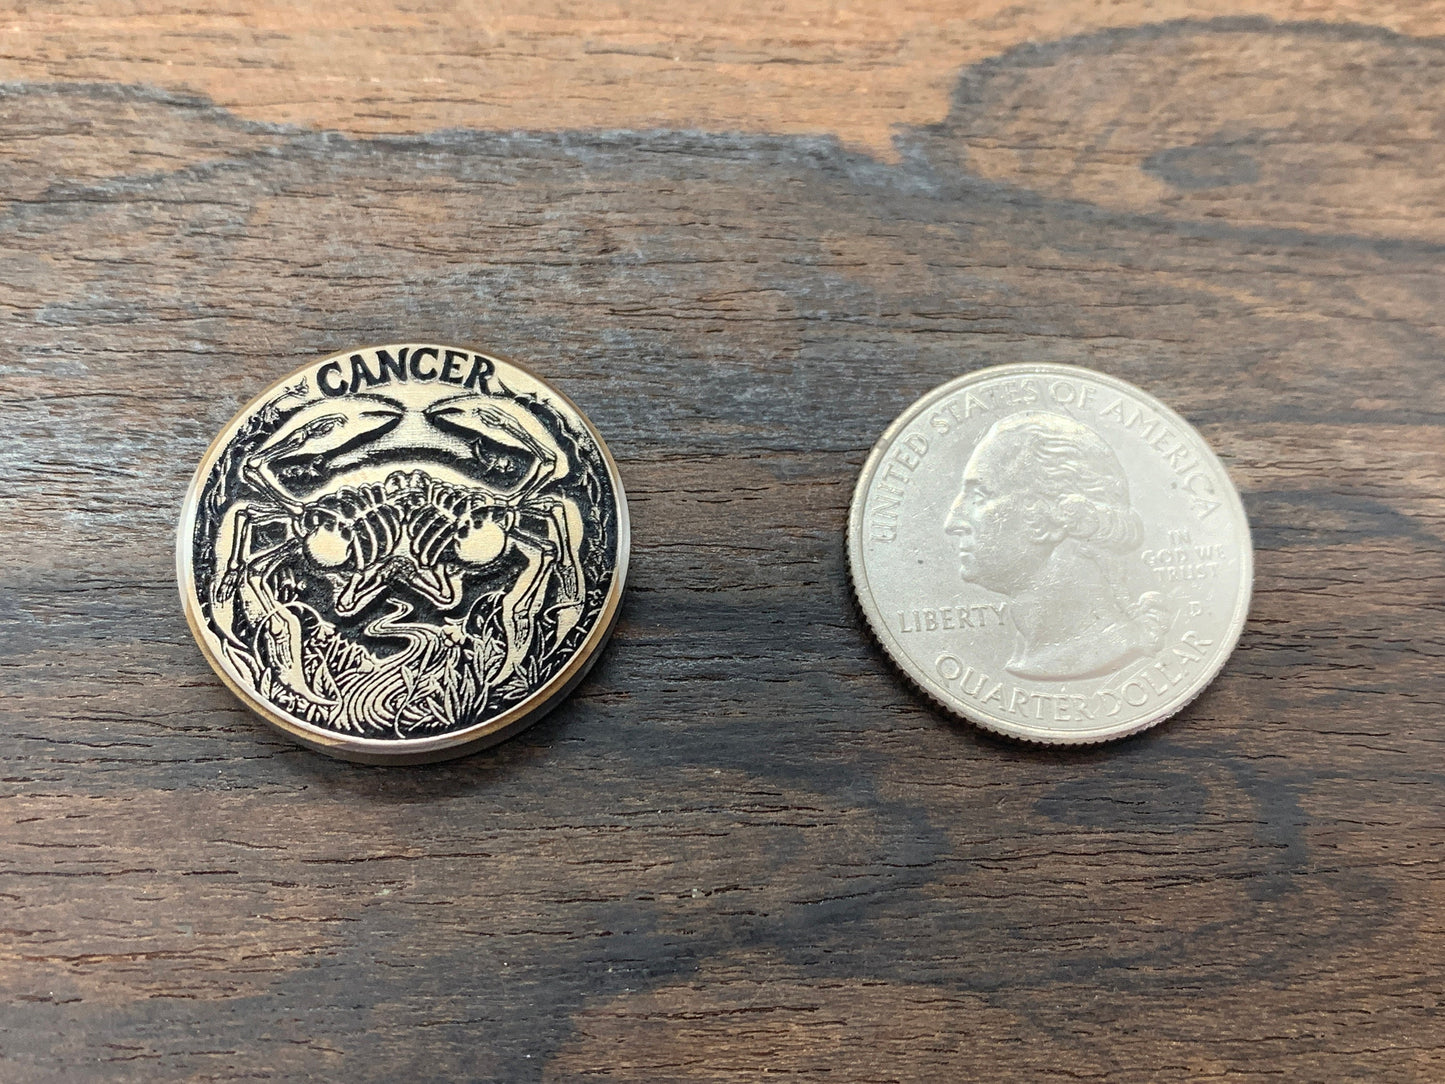 CANCER
UNITED STATES OF AMERICA
IN
GOD WE
TRUST
LIBERTY
D
QUARTER DOLLAR